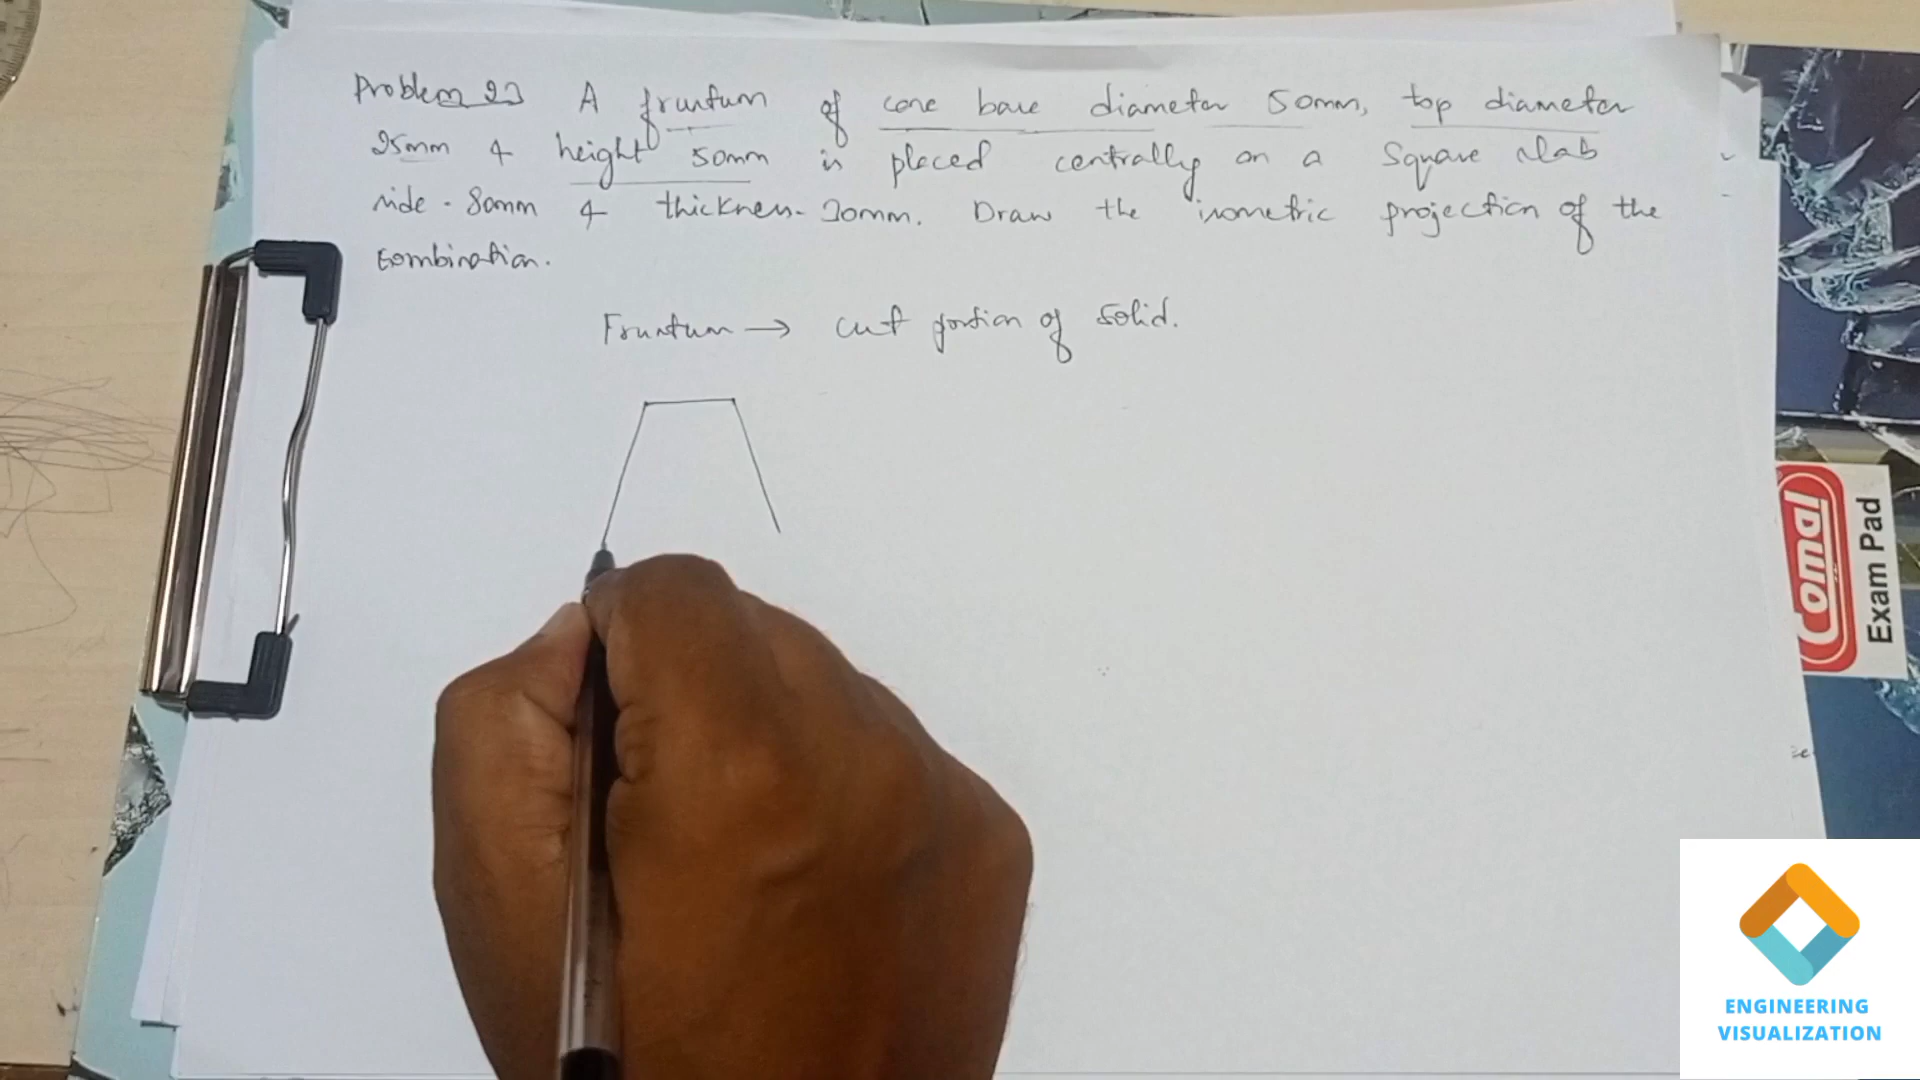 Problem 23 A frustum of cone base diameter 50mm, top diameter
25mm & height 50mm is placed centrally on a square slab
side - 80mm & thickness - 20mm. Draw the isometric projection of the
combination.
Frustum → cut portion of solid.
Comal
Exam Pad
ENGINEERING
VISUALIZATION